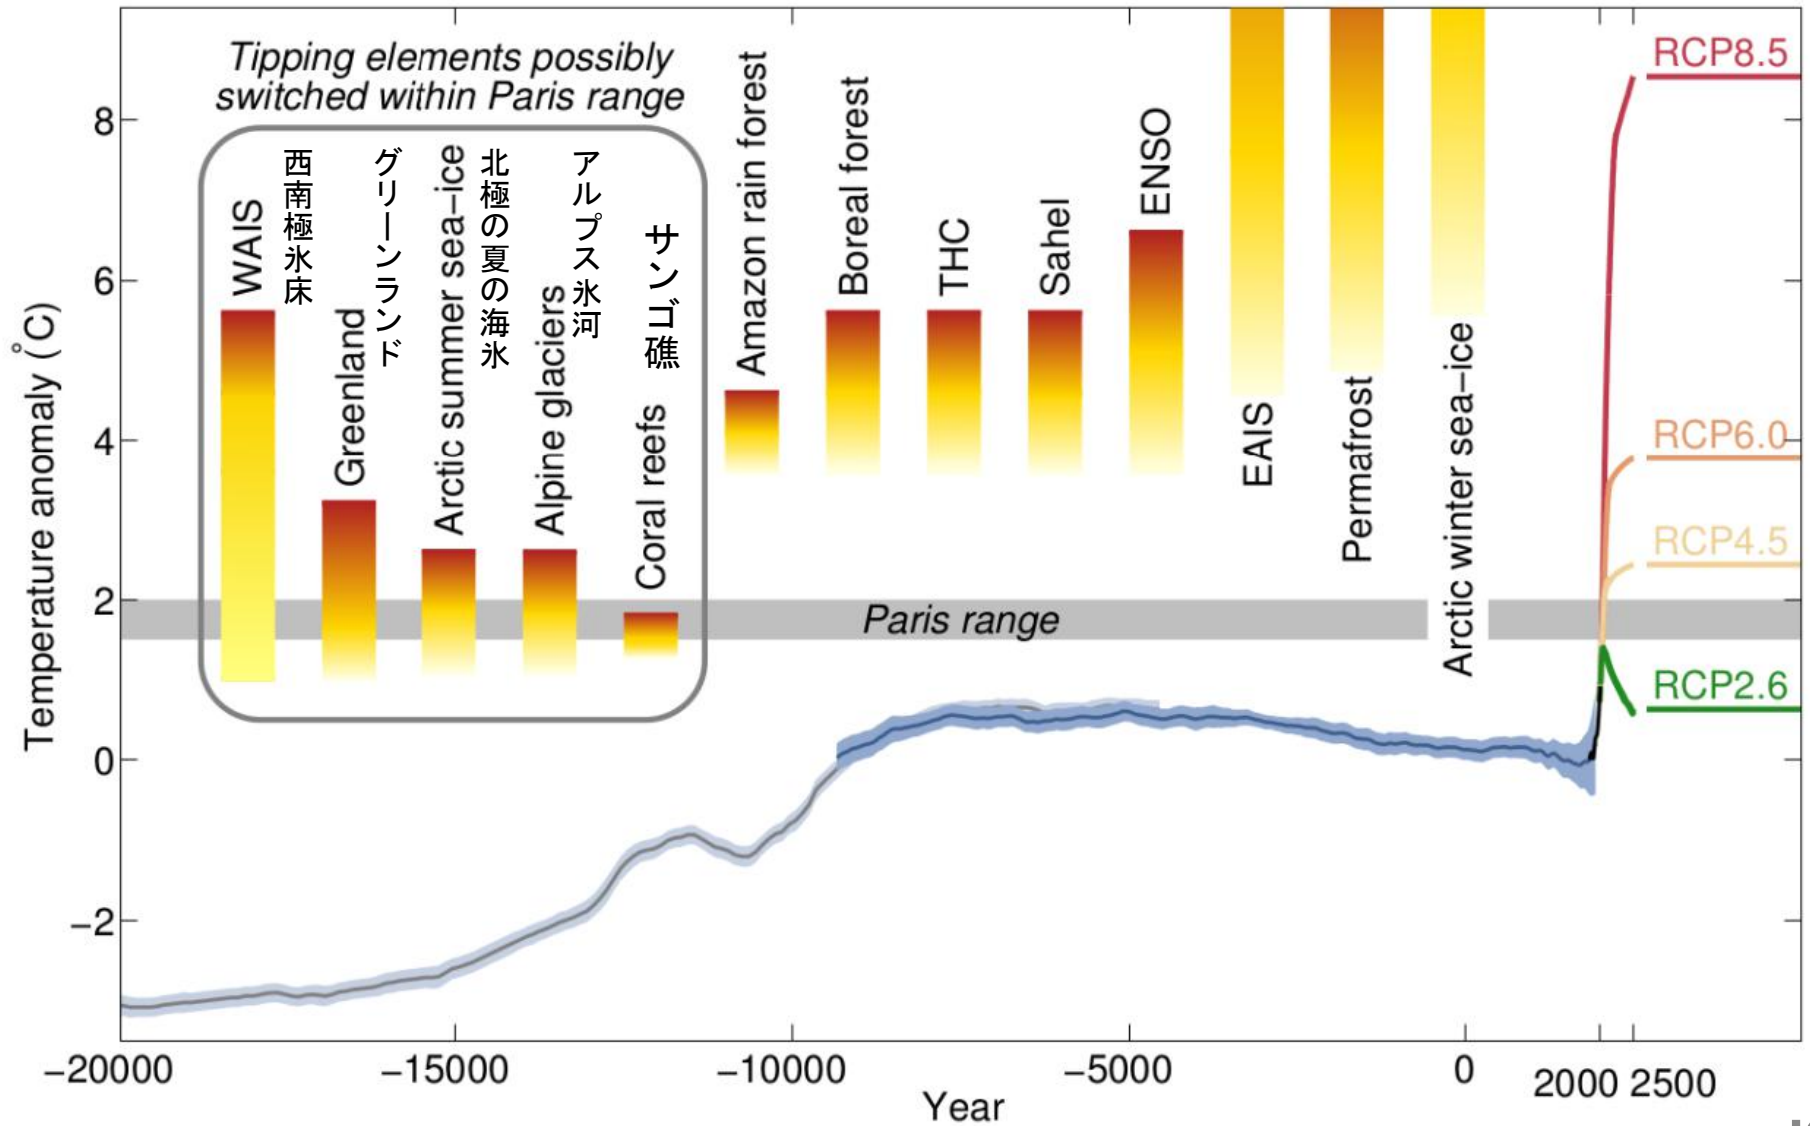 Tipping elements possibly
switched within Paris range
WAIS
西南極氷床
Greenland
グリーンランド
Arctic summer sea-ice
北極の夏の海氷
Alpine glaciers
アルプス氷河
Coral reefs
サンゴ礁
Amazon rain forest
Boreal forest
THC
Sahel
ENSO
EAIS
Permafrost
Arctic winter sea-ice
RCP8.5
RCP6.0
RCP4.5
RCP2.6
Paris range
Temperature anomaly (°C)
8
6
4
2
0
−2
−20000
−15000
−10000
−5000
0
2000
2500
Year